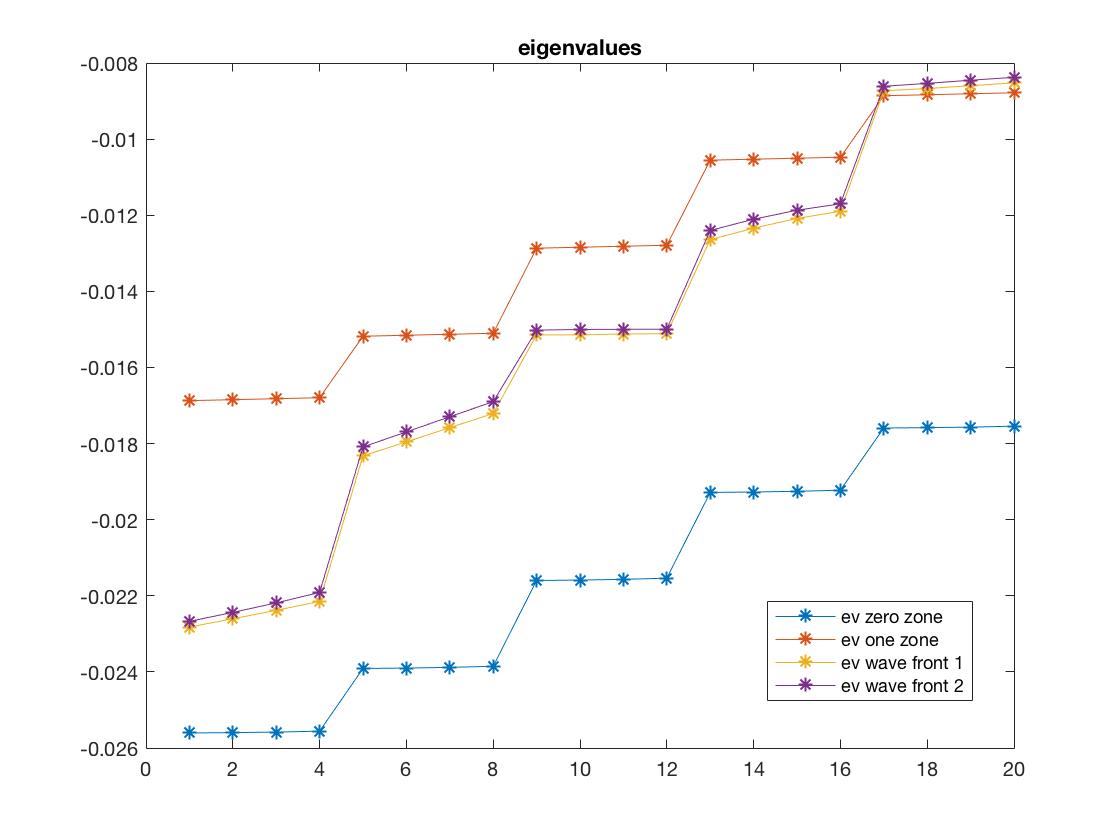 eigenvalues
-0.008
-0.01
-0.012
-0.014
-0.016
-0.018
-0.02
-0.022
-0.024
-0.026
0 2 4 6 8 10 12 14 16 18 20
ev zero zone
ev one zone
ev wave front 1
ev wave front 2